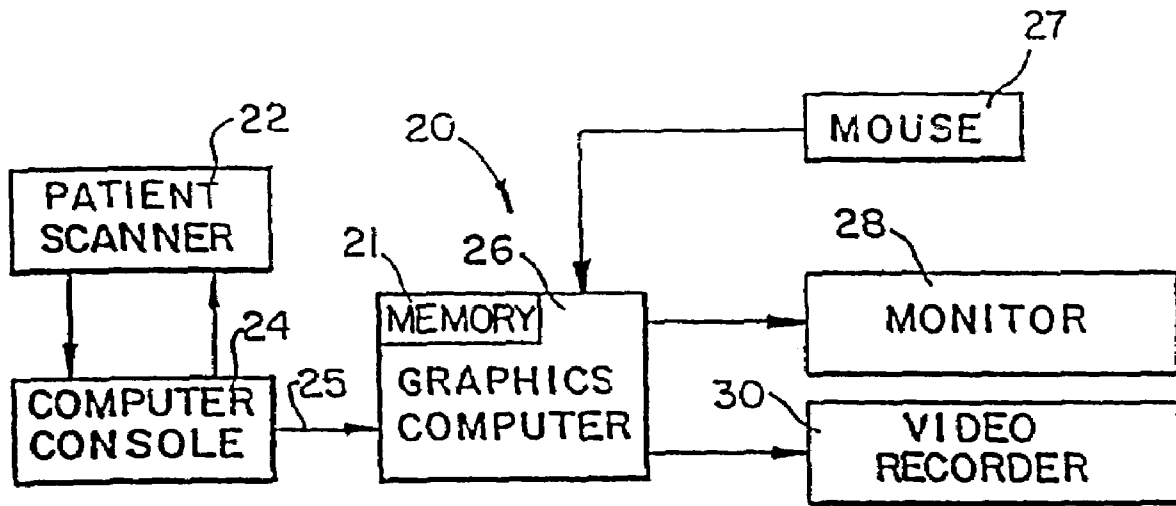 27
MOUSE
22
20
PATIENT
SCANNER
28
21
26
MEMORY
MONITOR
24
COMPUTER
CONSOLE
25
GRAPHICS
COMPUTER
30
VIDEO
RECORDER